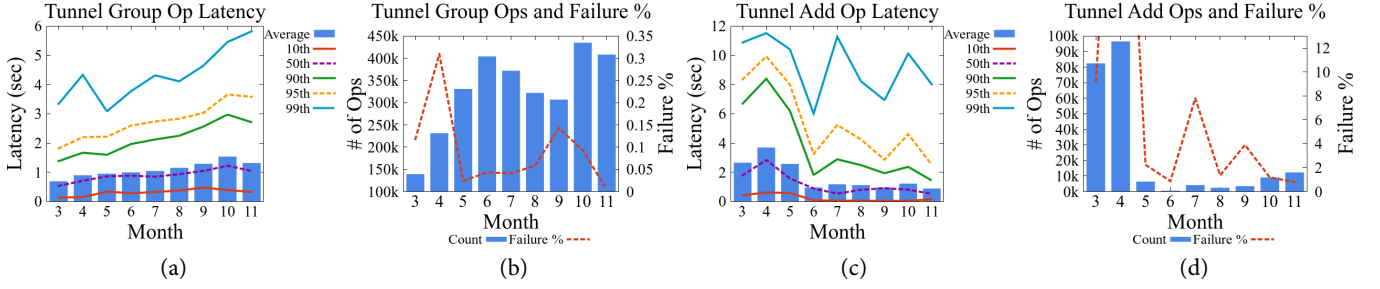 Tunnel Group Op Latency
Latency (sec)
6
5
4
3
2
1
0
3 4 5 6 7 8 9 10 11
Month
Average
10th
50th
90th
95th
99th
(a)
Tunnel Group Ops and Failure %
# of Ops
450k
400k
350k
300k
250k
200k
150k
100k
0.35
0.3
0.25
0.2
0.15
0.1
0.05
0
Failure %
3 4 5 6 7 8 9 10 11
Month
Count Failure %
(b)
Tunnel Add Op Latency
Latency (sec)
12
10
8
6
4
2
0
3 4 5 6 7 8 9 10 11
Month
Average
10th
50th
90th
95th
99th
(c)
Tunnel Add Ops and Failure %
# of Ops
100k
90k
80k
70k
60k
50k
40k
30k
20k
10k
0k
12
10
8
6
4
2
0
Failure %
3 4 5 6 7 8 9 10 11
Month
Count Failure %
(d)